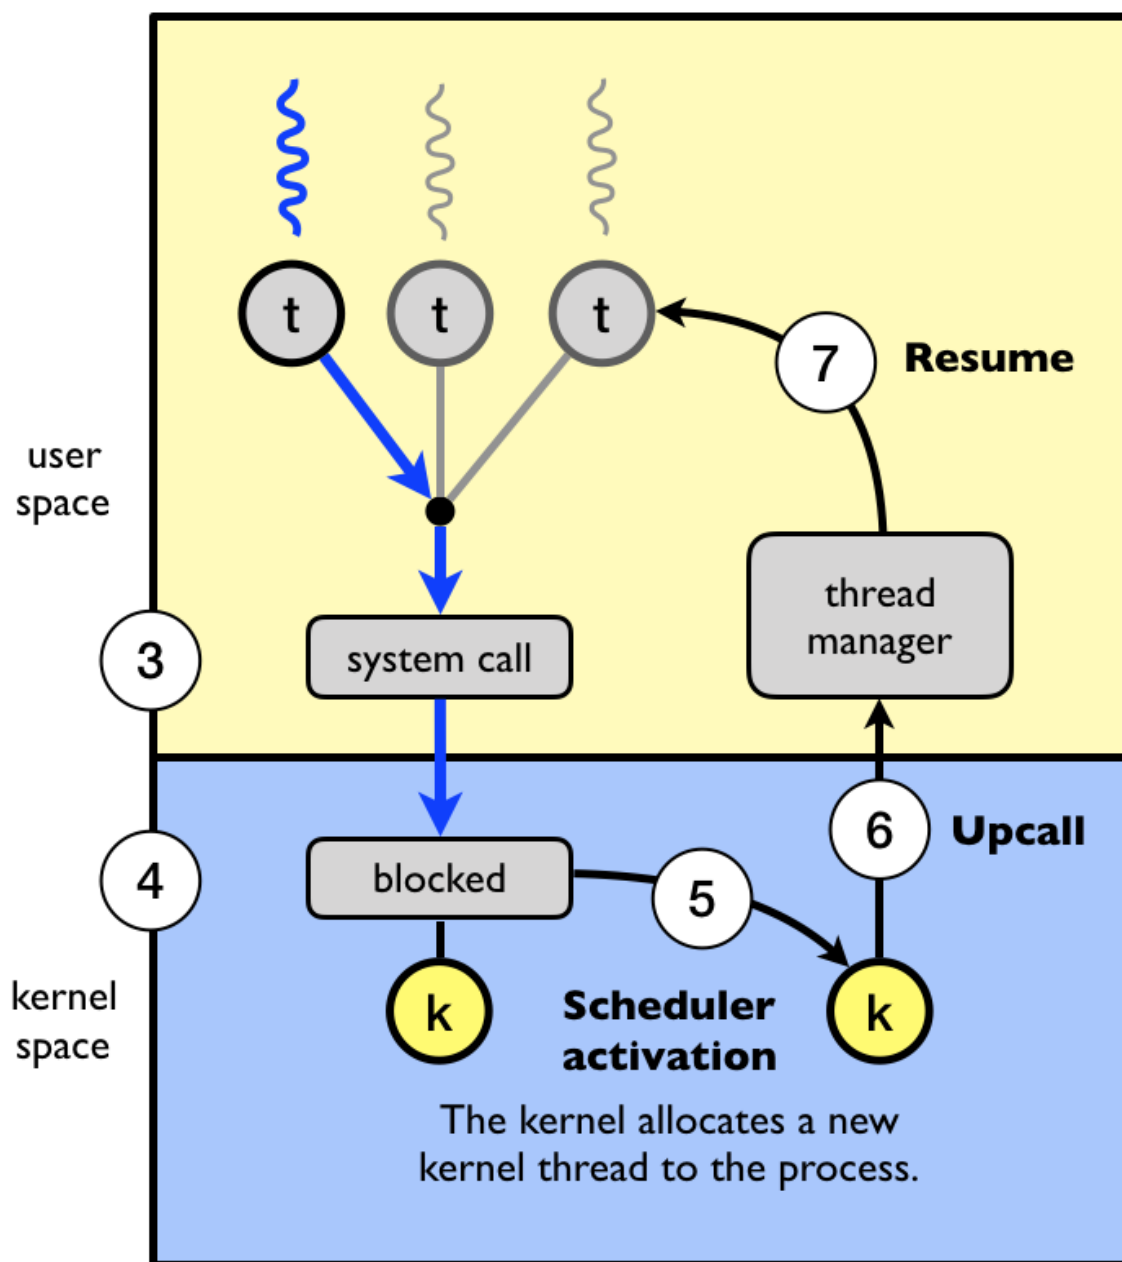 t
t
t
7
Resume
user
space
thread
manager
3
system call
6
Upcall
4
blocked
5
kernel
space
k
Scheduler
activation
k
The kernel allocates a new
kernel thread to the process.